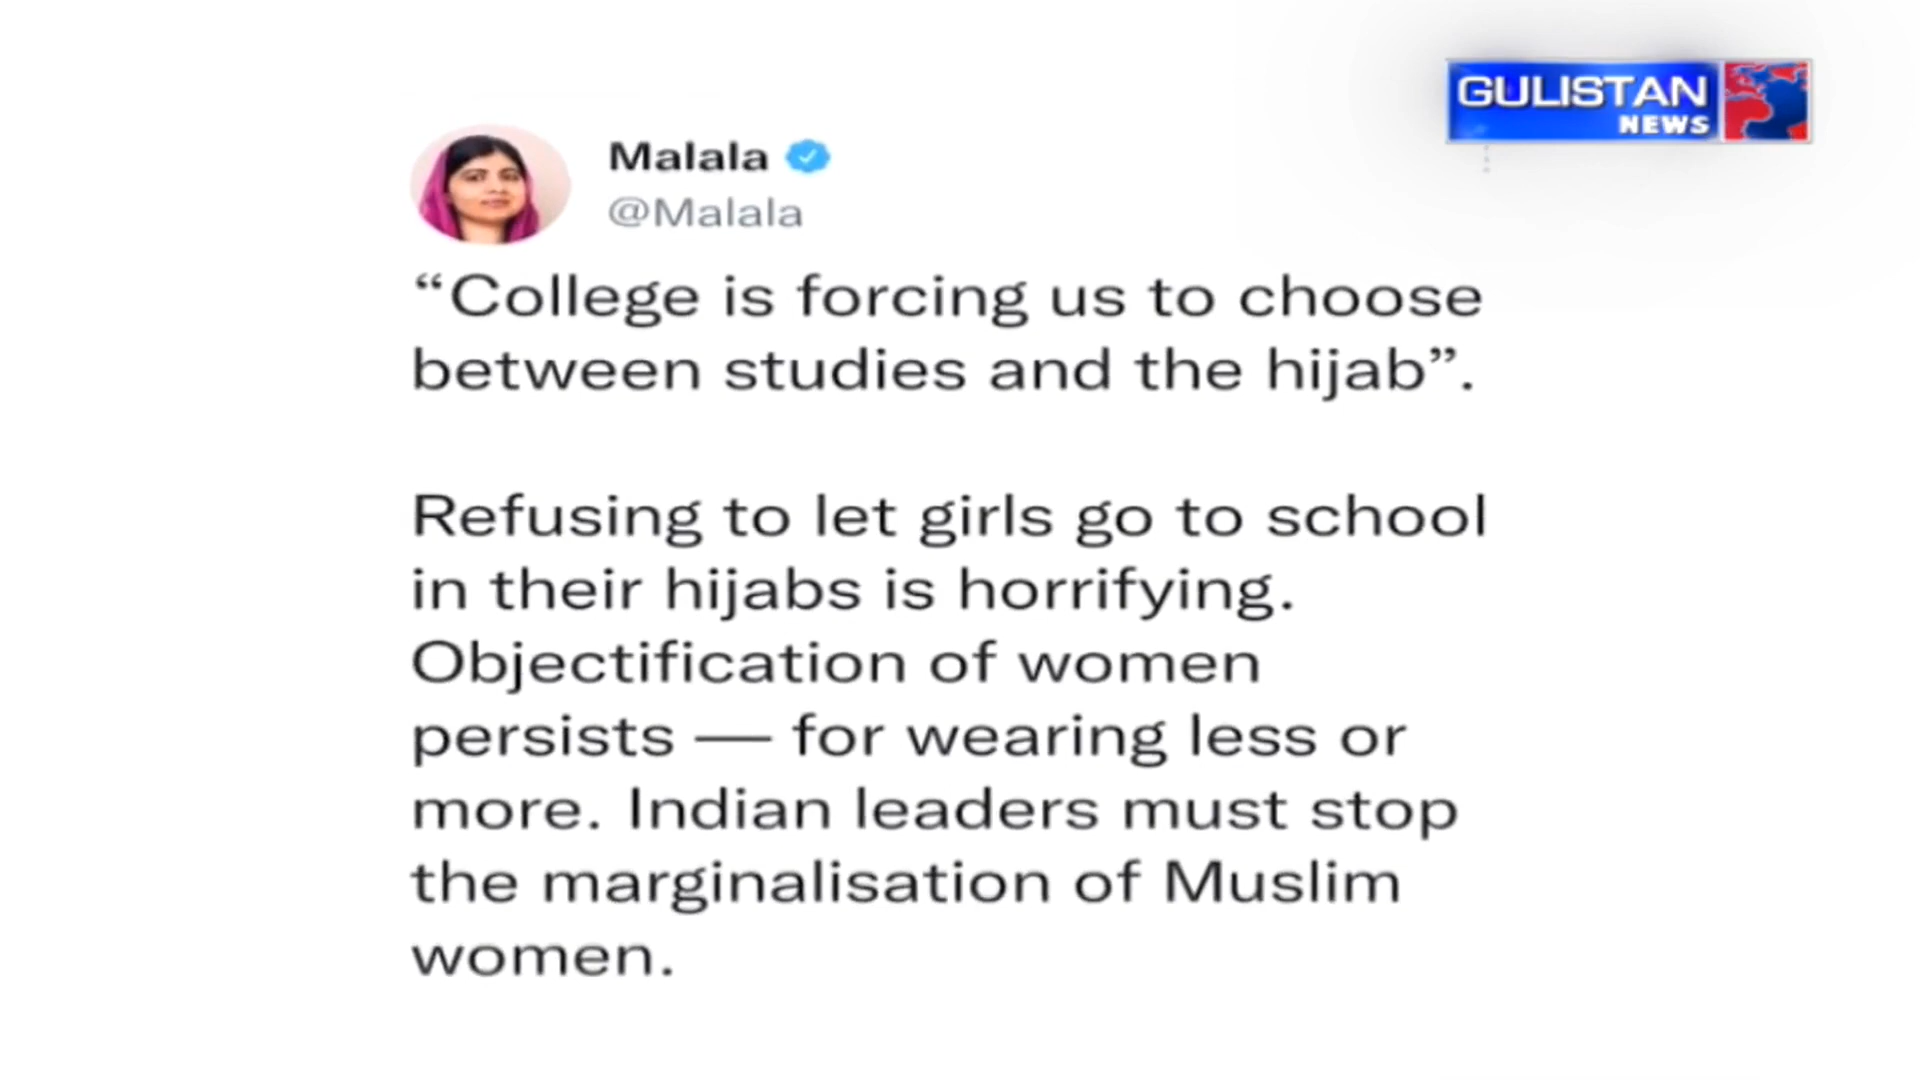 GULISTAN
NEWS
Malala
@Malala
“College is forcing us to choose
between studies and the hijab”.
Refusing to let girls go to school
in their hijabs is horrifying.
Objectification of women
persists — for wearing less or
more. Indian leaders must stop
the marginalisation of Muslim
women.